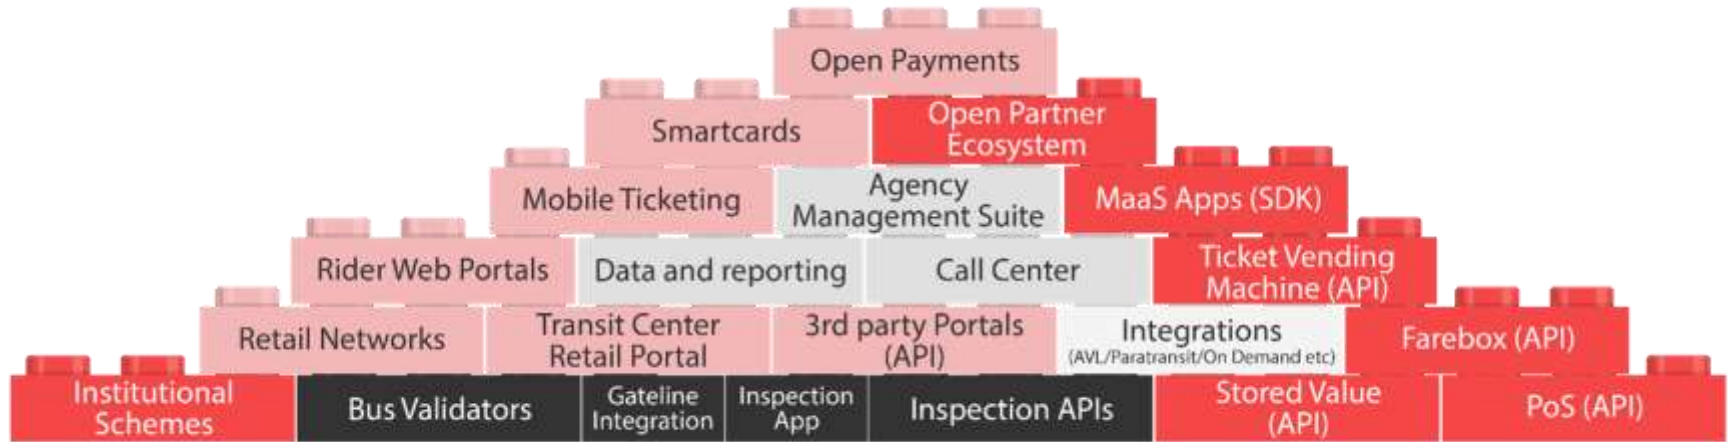 Open Payments
Smartcards
Open Partner
Ecosystem
Mobile Ticketing
Agency
Management Suite
MaaS Apps (SDK)
Rider Web Portals
Data and reporting
Call Center
Ticket Vending
Machine (API)
Retail Networks
Transit Center
Retail Portal
3rd party Portals
(API)
Integrations
(AVL/Paratransit/On Demand etc)
Farebox (API)
Institutional
Schemes
Bus Validators
Gateline
Integration
Inspection
App
Inspection APIs
Stored Value
(API)
PoS (API)